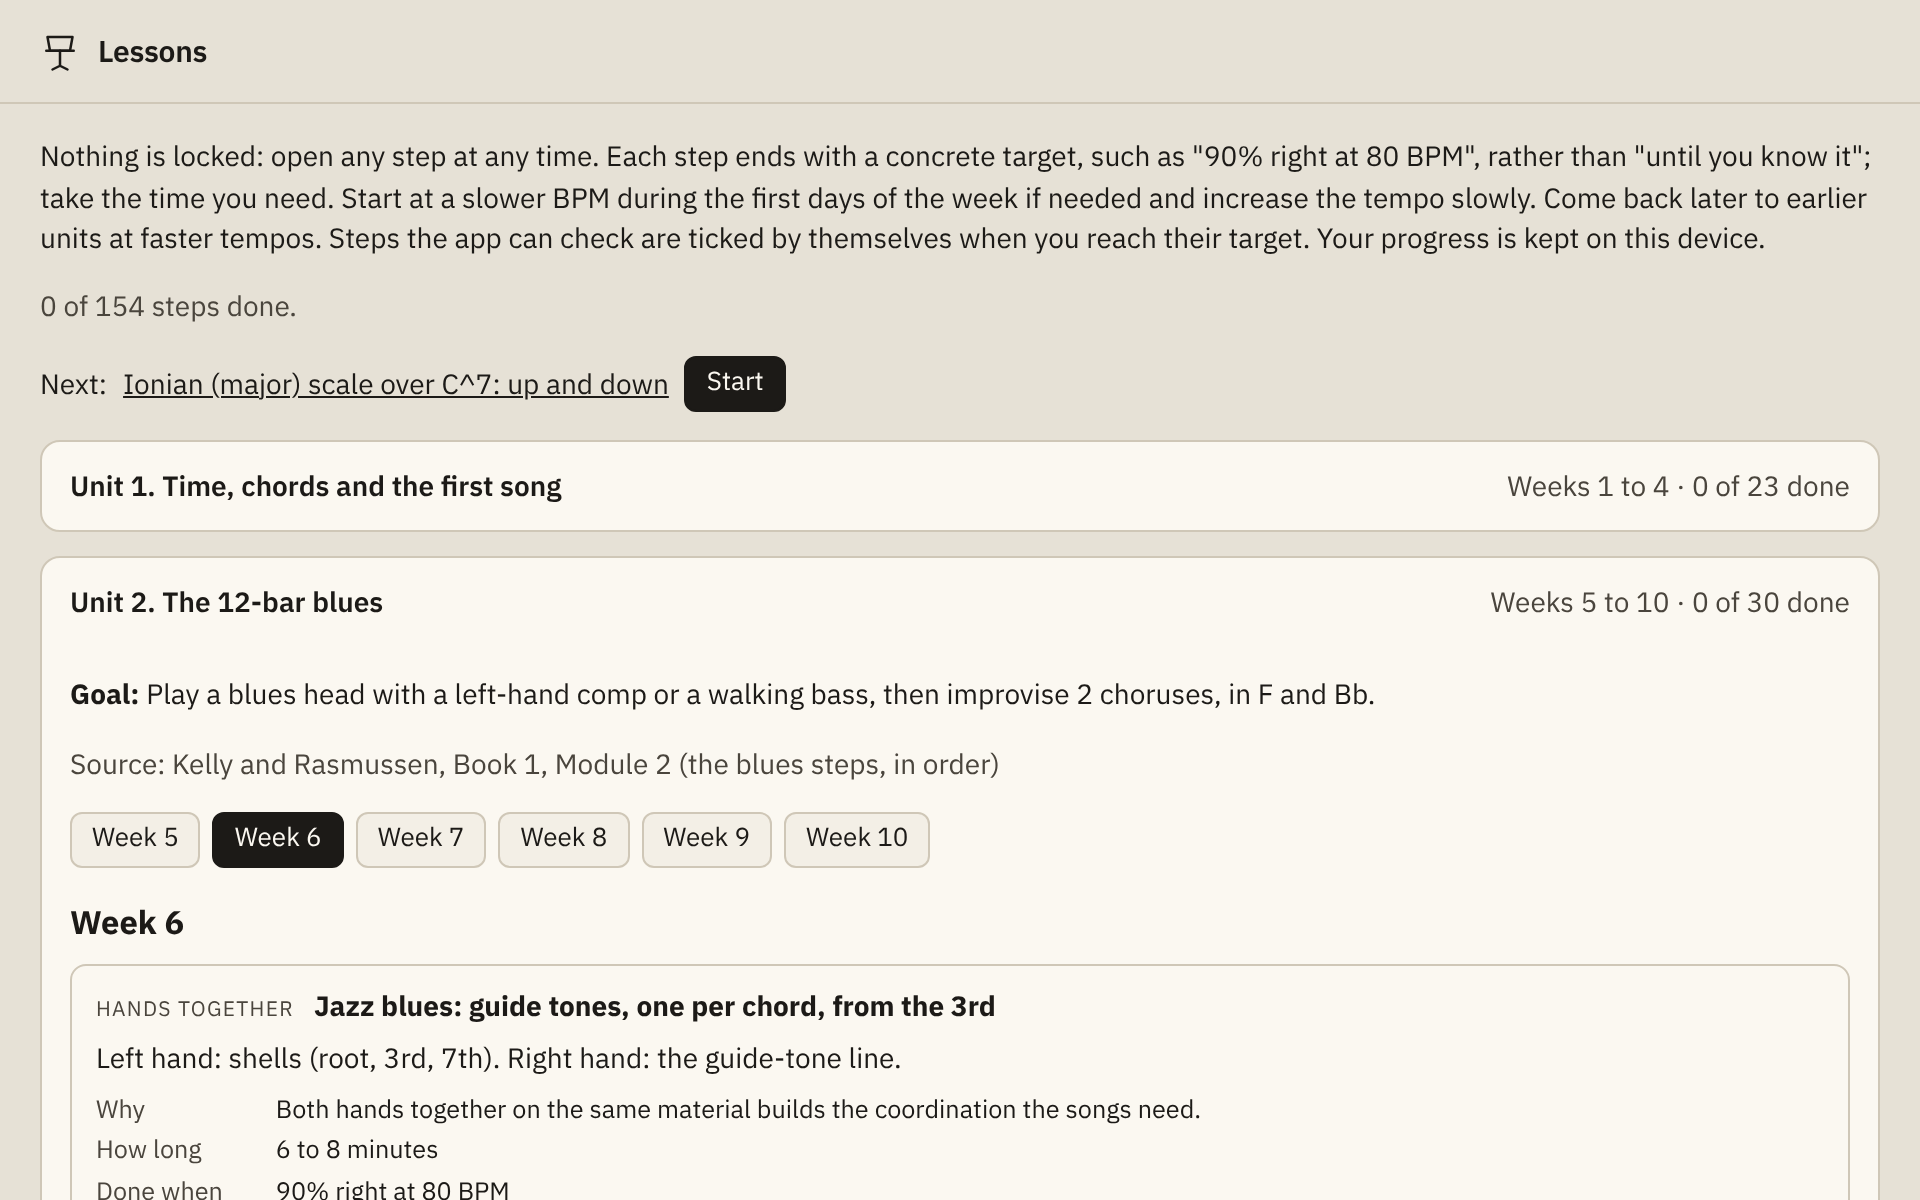 Lessons
Nothing is locked: open any step at any time. Each step ends with a concrete target, such as "90% right at 80 BPM", rather than "until you know it";
take the time you need. Start at a slower BPM during the first days of the week if needed and increase the tempo slowly. Come back later to earlier
units at faster tempos. Steps the app can check are ticked by themselves when you reach their target. Your progress is kept on this device.
0 of 154 steps done.
Next: Ionian (major) scale over C^7: up and down Start
Unit 1. Time, chords and the first song Weeks 1 to 4 · 0 of 23 done
Unit 2. The 12-bar blues Weeks 5 to 10 · 0 of 30 done
Goal: Play a blues head with a left-hand comp or a walking bass, then improvise 2 choruses, in F and Bb.
Source: Kelly and Rasmussen, Book 1, Module 2 (the blues steps, in order)
Week 5 Week 6 Week 7 Week 8 Week 9 Week 10
Week 6
HANDS TOGETHER Jazz blues: guide tones, one per chord, from the 3rd
Left hand: shells (root, 3rd, 7th). Right hand: the guide-tone line.
Why Both hands together on the same material builds the coordination the songs need.
How long 6 to 8 minutes
Done when 90% right at 80 BPM